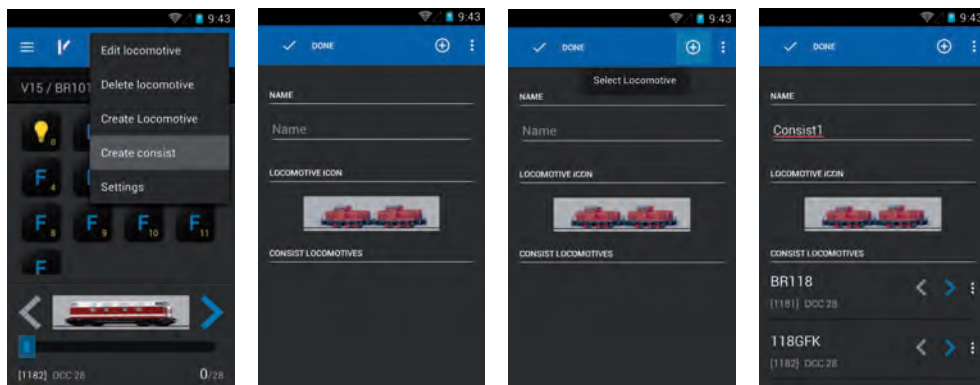 9:43
Edit locomotive
V15 / BR101
Delete locomotive
Create Locomotive
Create consist
Settings
0
F 4
F 8
F 9
F 10
F 11
F
[1182] DCC 28
0/28
9:43
DONE
NAME
Name
LOCOMOTIVE ICON
CONSIST LOCOMOTIVES
9:43
DONE
Select Locomotive
NAME
Name
LOCOMOTIVE ICON
CONSIST LOCOMOTIVES
9:43
DONE
NAME
Consist1
LOCOMOTIVE ICON
CONSIST LOCOMOTIVES
BR118
[1181] DCC 28
118GFK
[1182] DCC 28